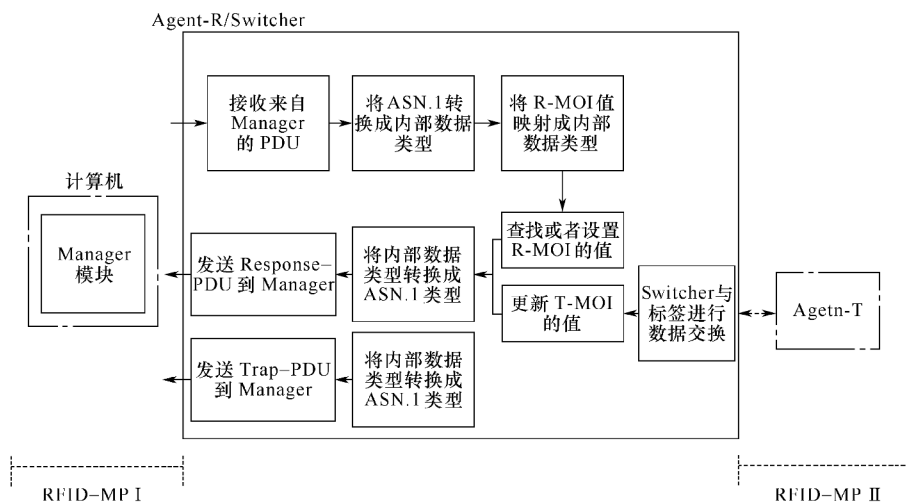 Agent-R/Switcher
接收来自
Manager
的 PDU
将ASN.1转
换成内部数据
类型
将 R-MOI值
映射成内部
数据类型
计算机
Manager
模块
发送 Response-
PDU 到 Manager
将内部数据
类型转换成
ASN.1类型
查找或者设置
R-MOI的值
更新 T-MOI
的值
Switcher与
标签进行
数据交换
Agetn-T
发送 Trap-PDU
到 Manager
将内部数据
类型转换成
ASN.1类型
RFID-MP Ⅰ
RFID-MP Ⅱ